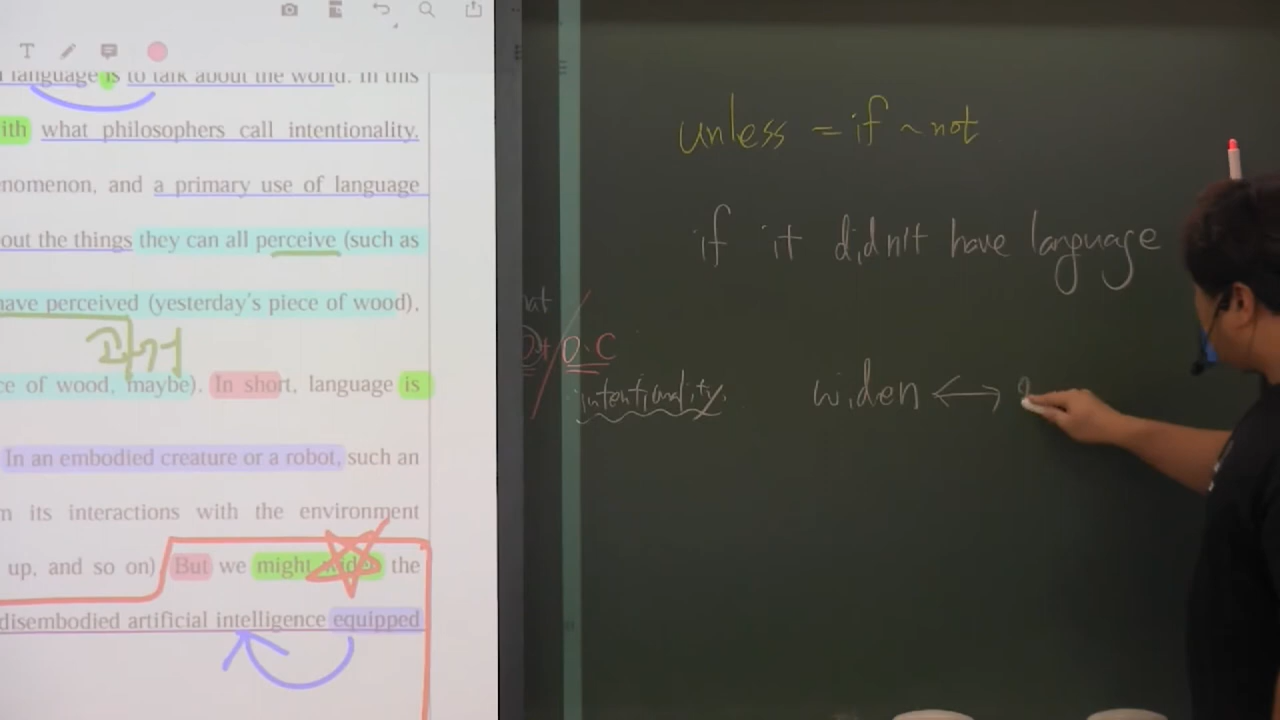 language is to talk about the world. In this
ith what philosophers call intentionality.
nomenon, and a primary use of language
out the things they can all perceive (such as
have perceived (yesterday's piece of wood),
과거
ce of wood, maybe). In short, language is
In an embodied creature or a robot, such an
m its interactions with the environment
up, and so on) But we might widen the
disembodied artificial intelligence equipped
unless = if ~ not
if it didn't have language
O.C
intentionality.
widen ↔